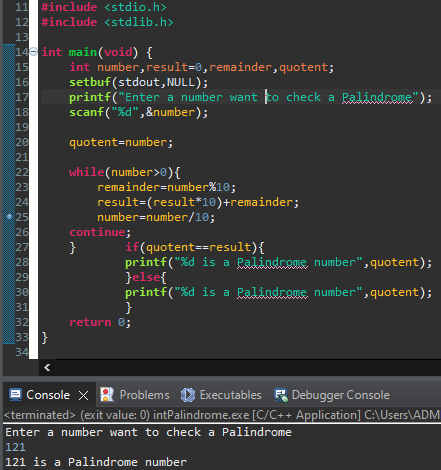 11 #include <stdio.h>
12 #include <stdlib.h>
13
14 int main(void) {
15 int number,result=0,remainder,quotent;
16 setbuf(stdout,NULL);
17 printf("Enter a number want to check a Palindrome");
18 scanf("%d",&number);
19
20 quotent=number;
21
22 while(number>0){
23 remainder=number%10;
24 result=(result*10)+remainder;
25 number=number/10;
26 continue;
27 } if(quotent==result){
28 printf("%d is a Palindrome number",quotent);
29 }else{
30 printf("%d is a Palindrome number",quotent);
31 }
32 return 0;
33 }
34
Console Problems Executables Debugger Console
<terminated> (exit value: 0) intPalindrome.exe [C/C++ Application] C:\Users\ADM
Enter a number want to check a Palindrome
121
121 is a Palindrome number